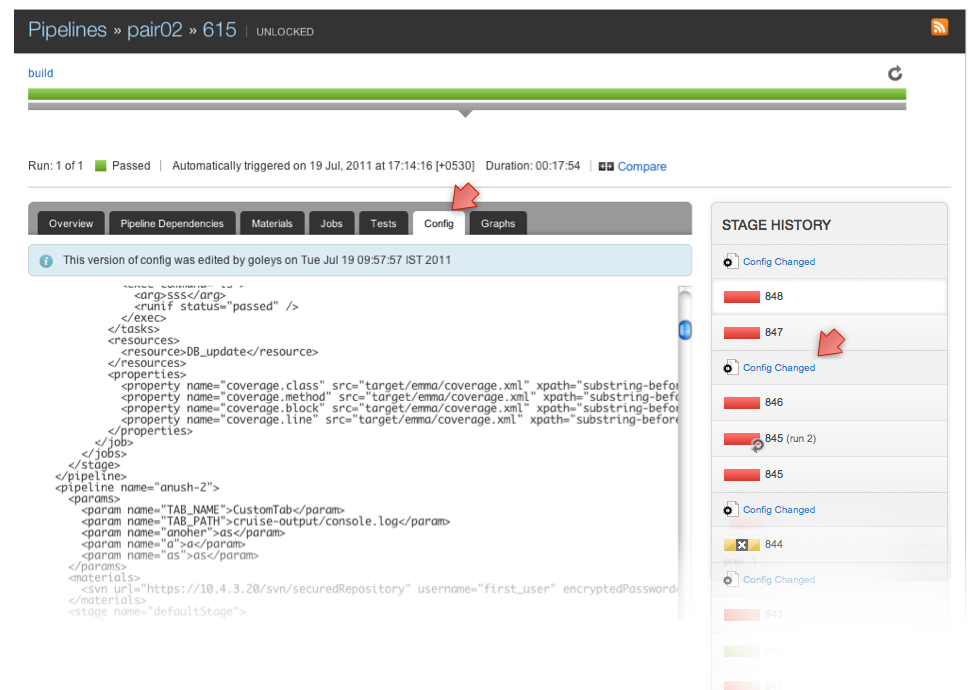 Pipelines » pair02 » 615 UNLOCKED
build
Run: 1 of 1 Passed | Automatically triggered on 19 Jul, 2011 at 17:14:16 [+0530] Duration: 00:17:54 | Compare
Overview Pipeline Dependencies Materials Jobs Tests Config Graphs
This version of config was edited by goleys on Tue Jul 19 09:57:57 IST 2011
<arg>sss</arg>
<runif status="passed" />
</exec>
</tasks>
<resources>
<resource>DB_update</resource>
</resources>
<properties>
<property name="coverage.class" src="target/emma/coverage.xml" xpath="substring-befor
<property name="coverage.method" src="target/emma/coverage.xml" xpath="substring-bef
<property name="coverage.block" src="target/emma/coverage.xml" xpath="substring-befor
<property name="coverage.line" src="target/emma/coverage.xml" xpath="substring-before
</properties>
</job>
</jobs>
</stage>
</pipeline>
<pipeline name="anush-2">
<params>
<param name="TAB_NAME">CustomTab</param>
<param name="TAB_PATH">cruise-output/console.log</param>
<param name="anoher">as</param>
<param name="a">a</param>
<param name="as">as</param>
</params>
<materials>
<svn url="https://10.4.3.20/svn/securedRepository" username="first_user" encryptedPassword=
</materials>
<stage name="defaultStage">
STAGE HISTORY
Config Changed
848
847
Config Changed
846
845 (run 2)
845
Config Changed
844
Config Changed
843
842
841